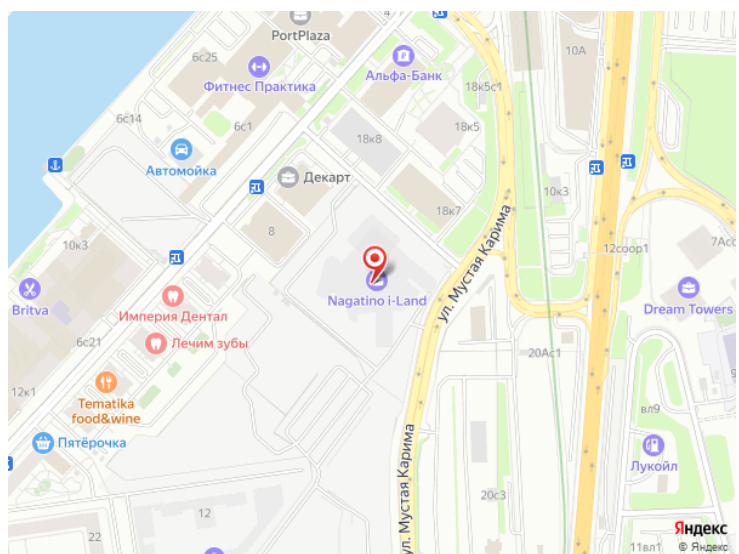 PortPlaza
6с25
Фитнес Практика
Альфа-Банк
10А
18к5с1
6с14
6с1
18к8
18к5
Автомойка
Декарт
10к3
18к7
8
10к3
12соор1
ул. Мустая Карима
Nagatino i-Land
Britva
Империя Дентал
Dream Towers
6с21
Лечим зубы
20Ас1
12к1
Tematika
food&wine
вл9
Пятёрочка
ул. Мустая Карима
Лукойл
20с3
12
22
11вл1
Яндекс
© Яндекс